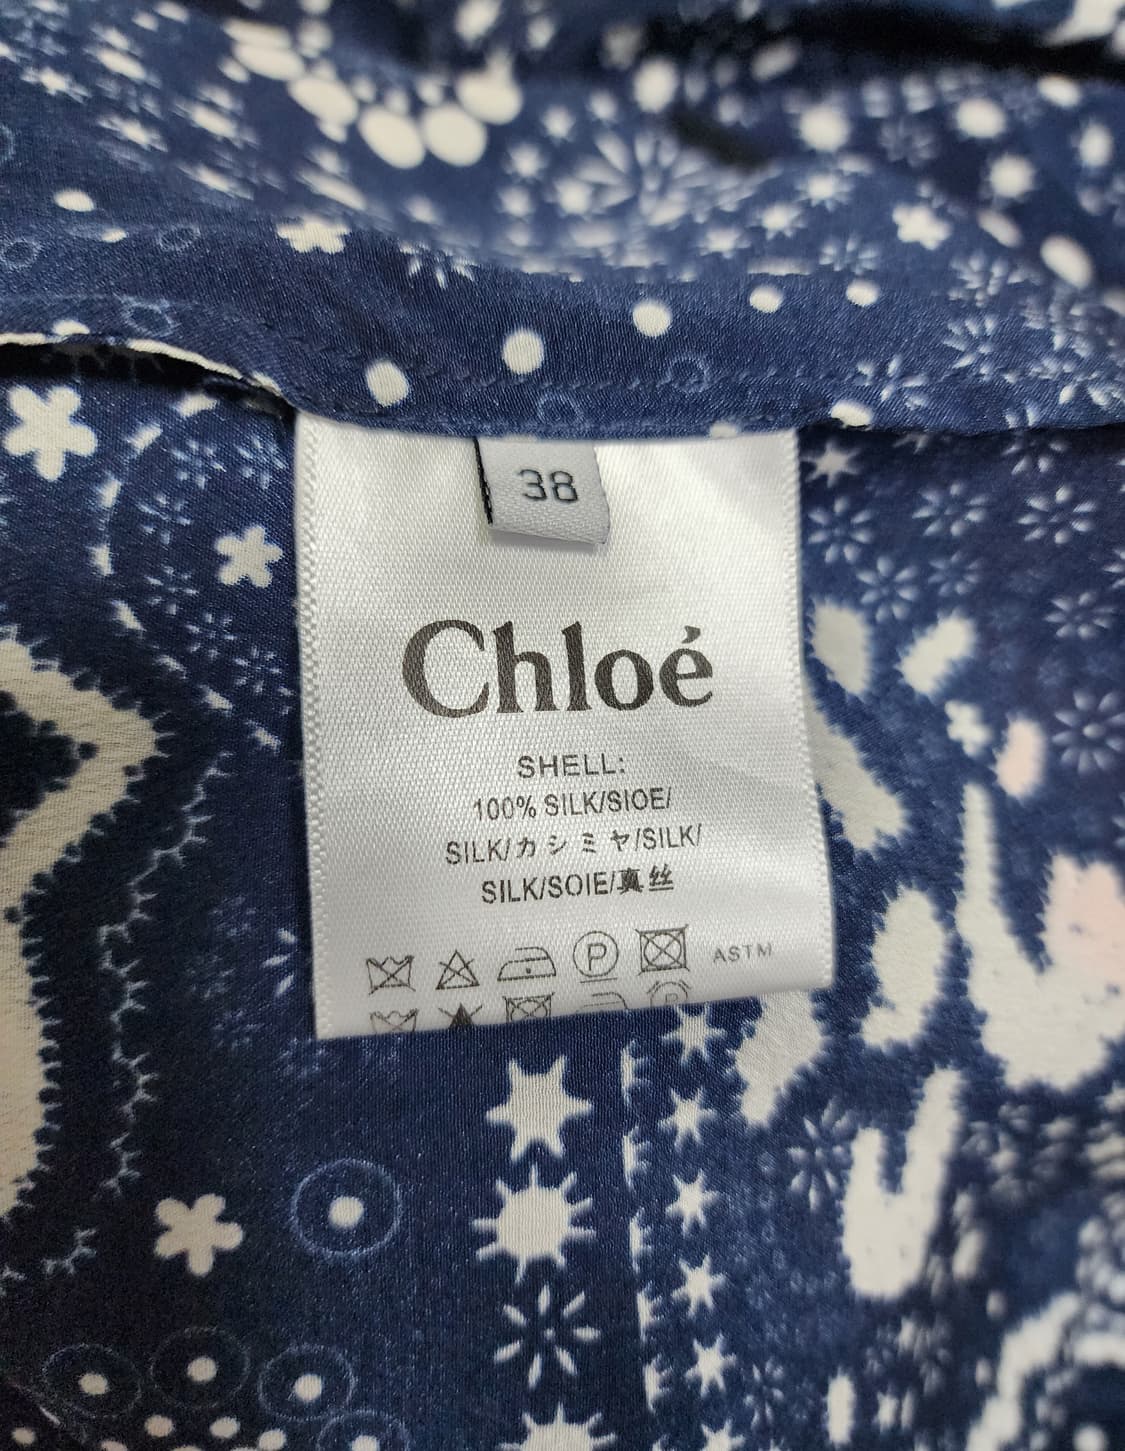 38
Chloé
SHELL:
100% SILK/SIOE/
SILK/カシミヤ/SILK/
SILK/SOIE/真丝
P
ASTM
P